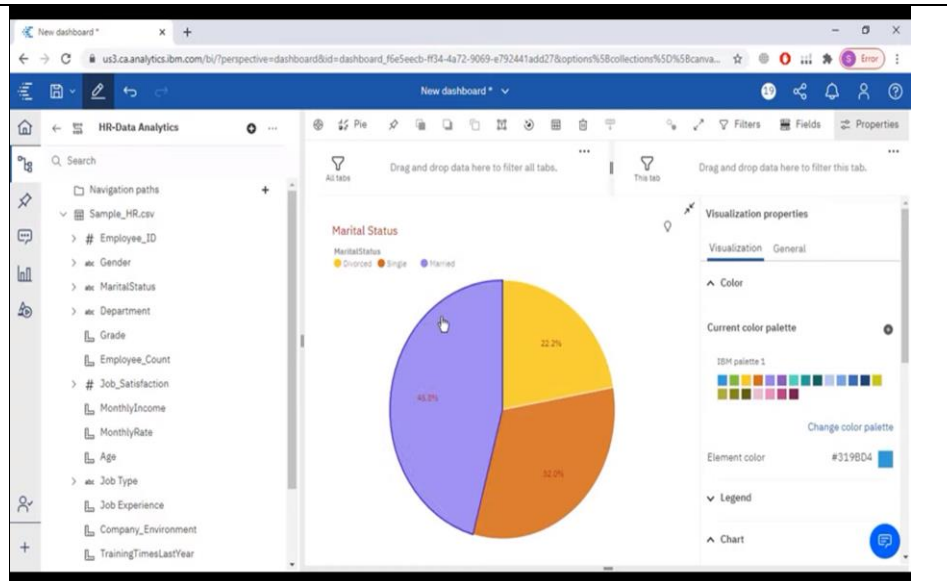 New dashboard *
us3.ca.analytics.ibm.com/bi/?perspective=dashboard&id=dashboard_f6e5eecb-ff34-4a72-9069-e792441add27&options%5Bcollections%5D%5Bcanva...
S Error
New dashboard *
19
HR-Data Analytics
Pie
Filters
Fields
Properties
Search
All tabs
Drag and drop data here to filter all tabs.
This tab
Drag and drop data here to filter this tab.
Navigation paths
Sample_HR.csv
# Employee_ID
abc Gender
abc MaritalStatus
abc Department
Grade
Employee_Count
# Job_Satisfaction
MonthlyIncome
MonthlyRate
Age
abc Job Type
Job Experience
Company_Environment
TrainingTimesLastYear
Marital Status
MaritalStatus
Divorced Single Married
22.2%
32.0%
Visualization properties
Visualization General
Color
Current color palette
IBM palette 1
Change color palette
Element color #319BD4
Legend
Chart